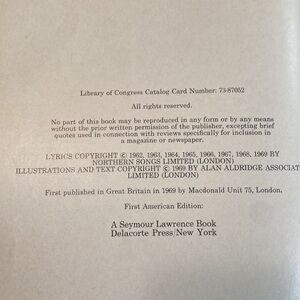 Library of Congress Catalog Card Number: 73-87052
All rights reserved.
No part of this book may be reproduced in any form or by any means
without the prior written permission of the publisher, excepting brief
quotes used in connection with reviews specifically for inclusion in
a magazine or newspaper.
LYRICS COPYRIGHT © 1962, 1963, 1964, 1965, 1966, 1967, 1968, 1969 BY
NORTHERN SONGS LIMITED (LONDON)
ILLUSTRATIONS AND TEXT COPYRIGHT © 1969 BY ALAN ALDRIDGE ASSOCIAT
LIMITED (LONDON)
First published in Great Britain in 1969 by Macdonald Unit 75, London,
First American Edition:
A Seymour Lawrence Book
Delacorte Press/New York